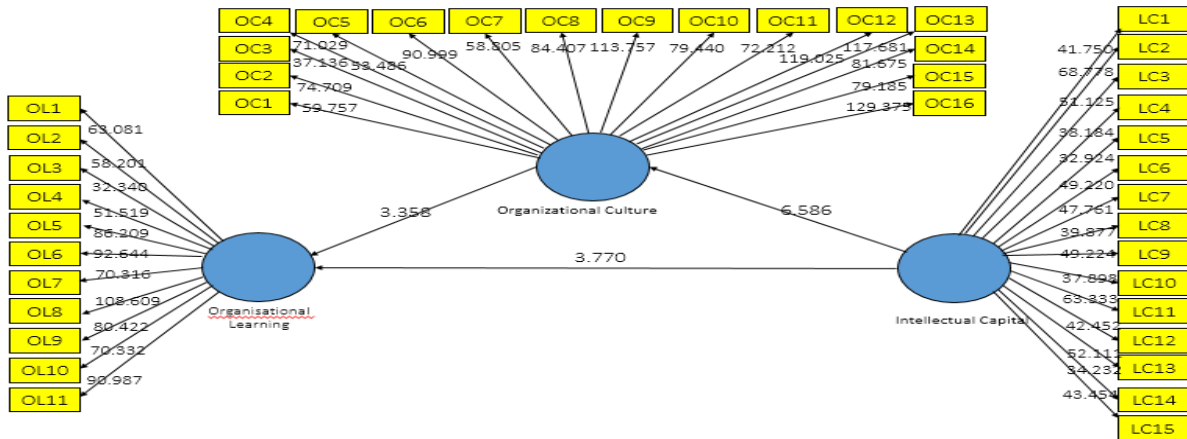 OC4 OC5 OC6 OC7 OC8 OC9 OC10 OC11 OC12 OC13
OC3
OC2
OC1
OC14
OC15
OC16
71.029
37.136
74.709
59.757
53.486
90.999
58.805
84.407
113.757
79.440
72.212
117.681
119.025
81.675
79.185
129.375
OL1
OL2
OL3
OL4
OL5
OL6
OL7
OL8
OL9
OL10
OL11
63.081
58.201
32.340
51.519
86.209
92.644
70.316
108.609
80.422
70.332
90.987
Organizational Culture
3.358
6.586
3.770
Organisational
Learning
Intellectual Capital
LC1
LC2
LC3
LC4
LC5
LC6
LC7
LC8
LC9
LC10
LC11
LC12
LC13
LC14
LC15
41.750
68.778
51.125
38.184
32.924
49.220
47.761
39.877
49.224
37.898
63.333
42.452
52.111
34.232
43.454